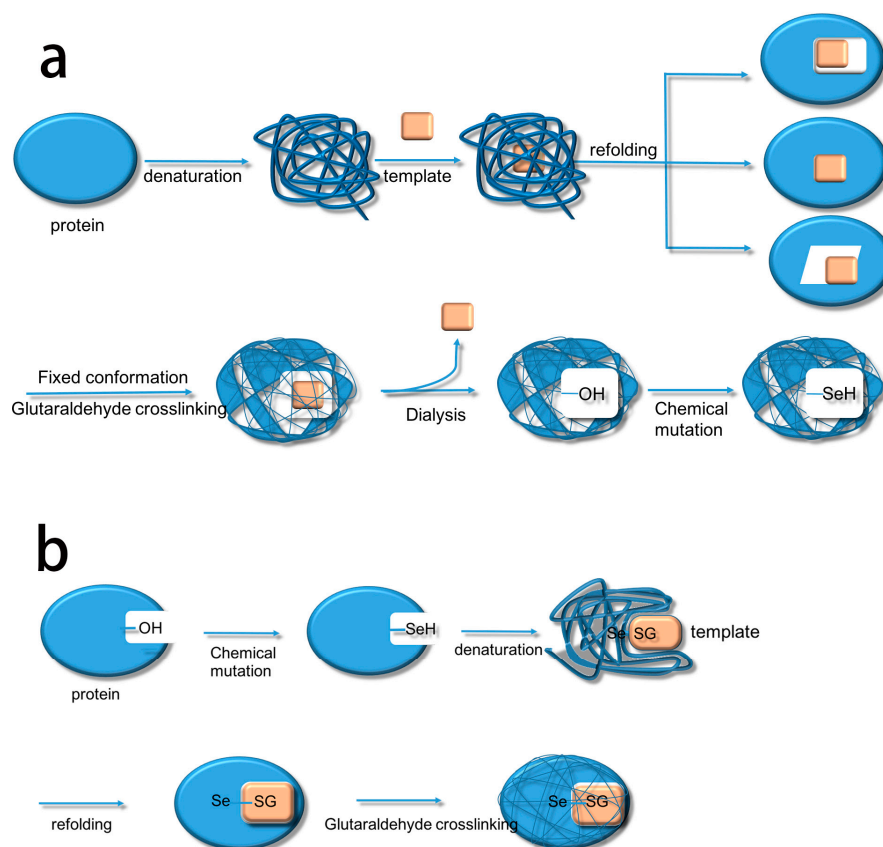 a
protein
denaturation
template
refolding
Fixed conformation
Glutaraldehyde crosslinking
Dialysis
OH
Chemical
mutation
SeH
b
OH
protein
Chemical
mutation
SeH
denaturation
Se SG
template
refolding
Se SG
Glutaraldehyde crosslinking
Se SG